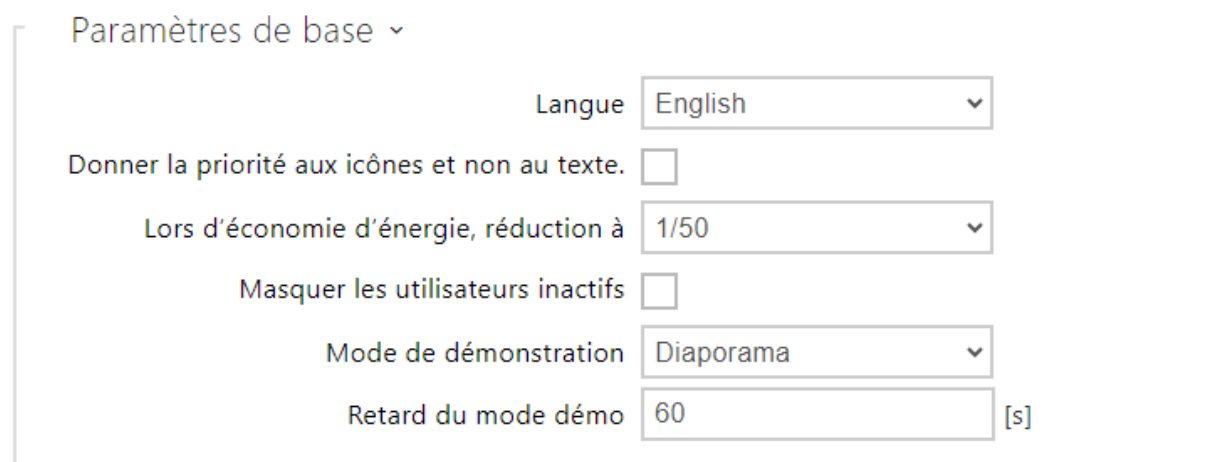 Paramètres de base
Langue English
Donner la priorité aux icônes et non au texte.
Lors d'économie d'énergie, réduction à 1/50
Masquer les utilisateurs inactifs
Mode de démonstration Diaporama
Retard du mode démo 60 [s]